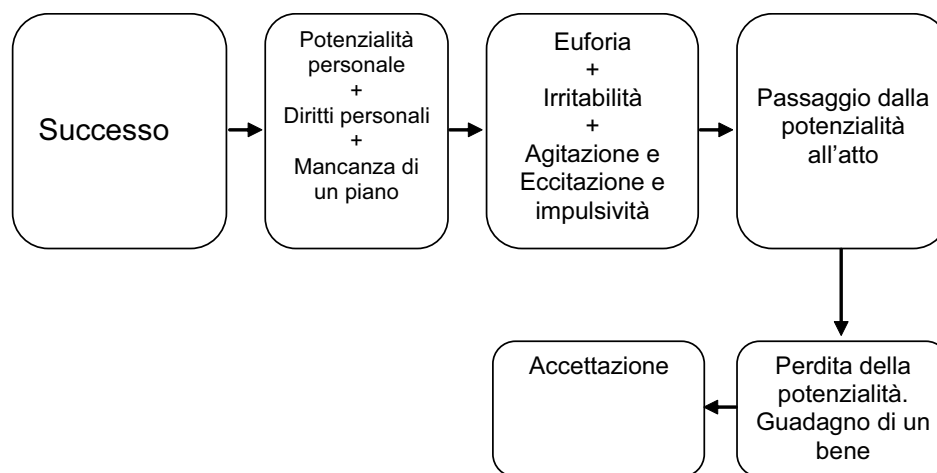 Successo
Potenzialità
personale
+
Diritti personali
+
Mancanza di
un piano
Euforia
+
Irritabilità
+
Agitazione e
Eccitazione e
impulsività
Passaggio dalla
potenzialità
all’atto
Perdita della
potenzialità.
Guadagno di un
bene
Accettazione